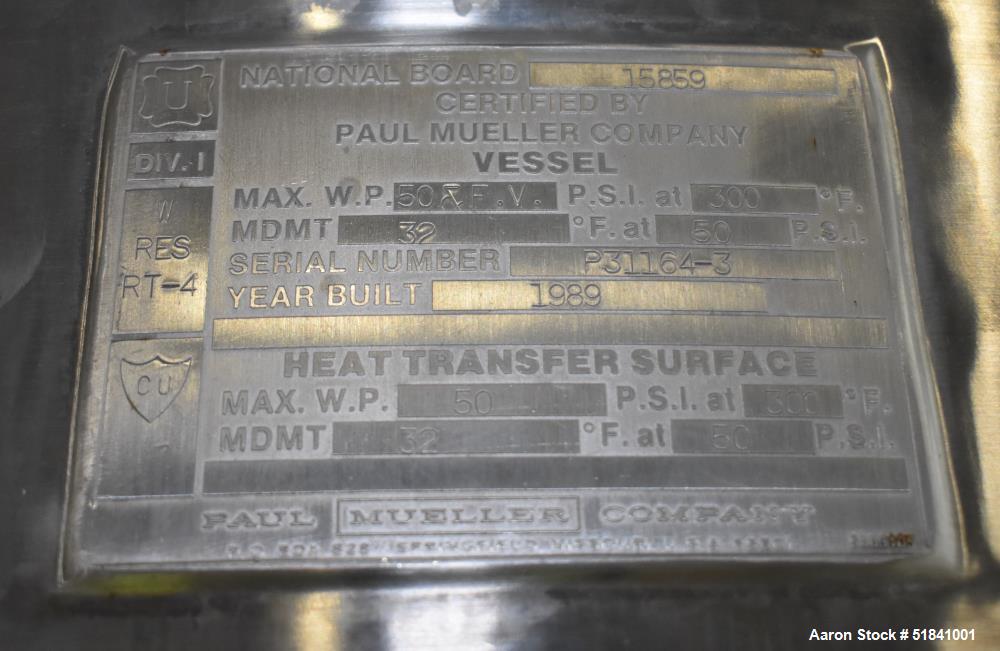 U
NATIONAL BOARD 15859
CERTIFIED BY
PAUL MUELLER COMPANY
DIV. 1
VESSEL
MAX. W.P. 50 & F.V. P.S.I. at 300 °F.
MDMT 32 °F. at 50 P.S.I.
W
RES
RT-4
SERIAL NUMBER P31164-3
YEAR BUILT 1989
HEAT TRANSFER SURFACE
CU
MAX. W.P. 50 P.S.I. at 300 °F.
MDMT 32 °F. at 50 P.S.I.
PAUL MUELLER COMPANY
SPRINGFIELD
Aaron Stock # 51841001